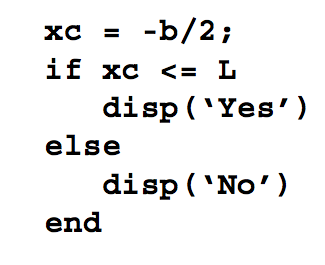 xc = -b/2;
if xc <= L
   disp(‘Yes’)
else
   disp(‘No’)
end